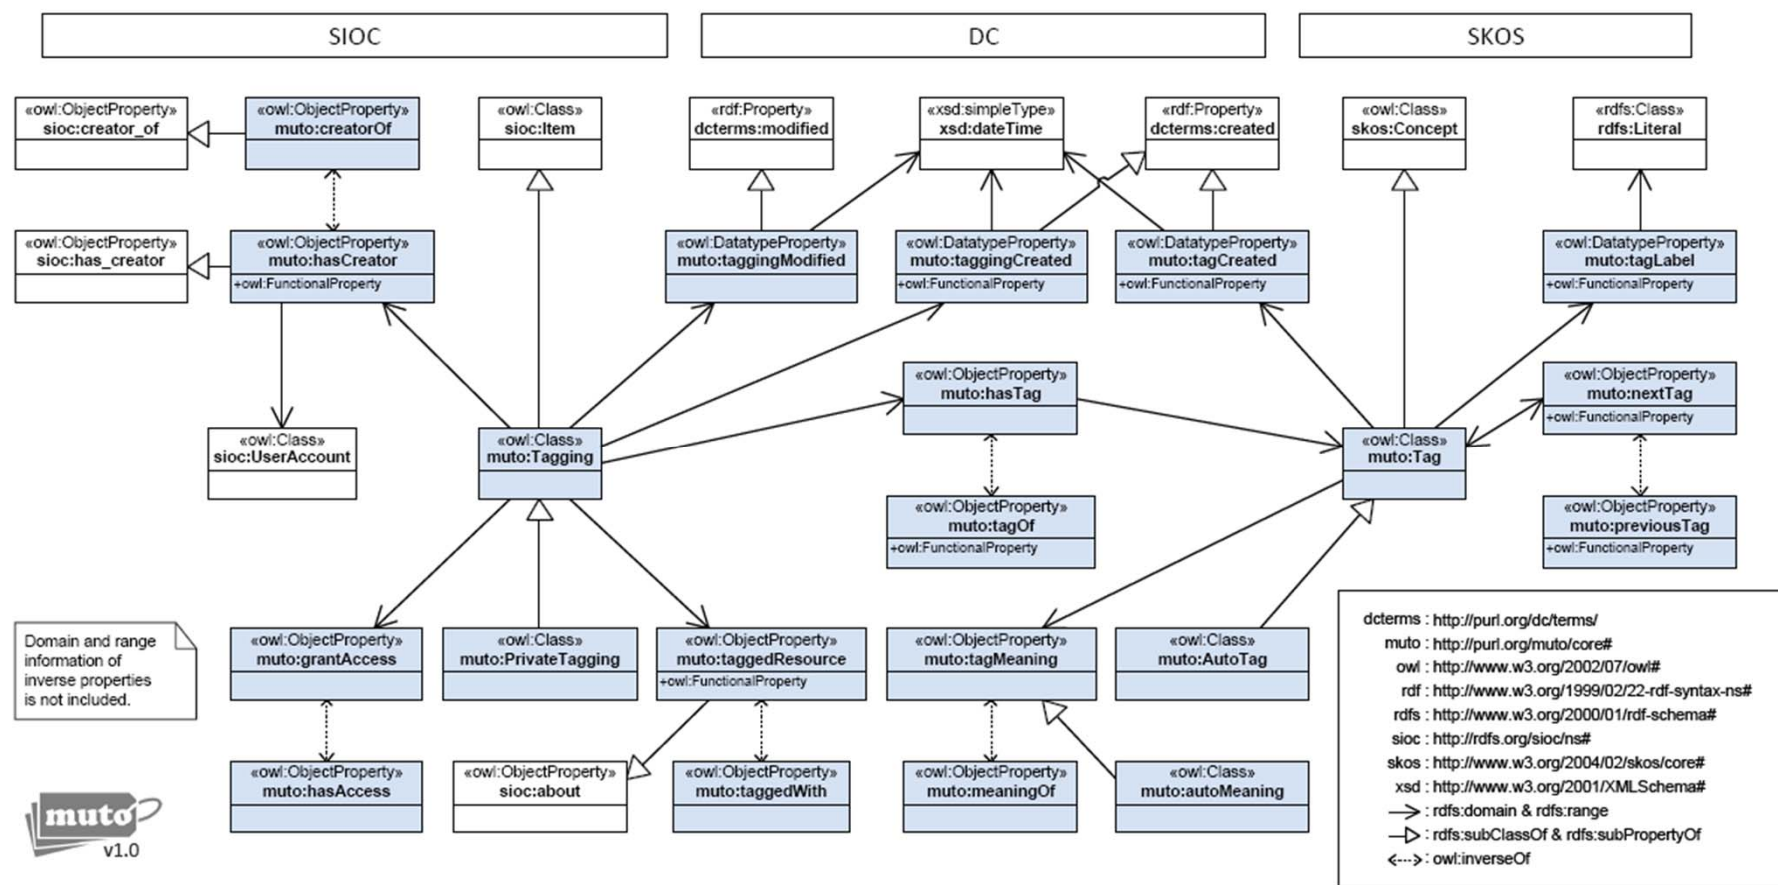 SIOC
DC
SKOS
«owl:ObjectProperty»
sioc:creator_of
«owl:ObjectProperty»
muto:creatorOf
«owl:Class»
sioc:Item
«rdf:Property»
dcterms:modified
«xsd:simpleType»
xsd:dateTime
«rdf:Property»
dcterms:created
«owl:Class»
skos:Concept
«rdfs:Class»
rdfs:Literal
«owl:ObjectProperty»
sioc:has_creator
«owl:ObjectProperty»
muto:hasCreator
+owl:FunctionalProperty
«owl:DatatypeProperty»
muto:taggingModified
«owl:DatatypeProperty»
muto:taggingCreated
+owl:FunctionalProperty
«owl:DatatypeProperty»
muto:tagCreated
+owl:FunctionalProperty
«owl:DatatypeProperty»
muto:tagLabel
+owl:FunctionalProperty
«owl:ObjectProperty»
muto:hasTag
«owl:ObjectProperty»
muto:nextTag
+owl:FunctionalProperty
«owl:Class»
sioc:UserAccount
«owl:Class»
muto:Tagging
«owl:Class»
muto:Tag
«owl:ObjectProperty»
muto:tagOf
+owl:FunctionalProperty
«owl:ObjectProperty»
muto:previousTag
+owl:FunctionalProperty
Domain and range
information of
inverse properties
is not included.
«owl:ObjectProperty»
muto:grantAccess
«owl:Class»
muto:PrivateTagging
«owl:ObjectProperty»
muto:taggedResource
+owl:FunctionalProperty
«owl:ObjectProperty»
muto:tagMeaning
«owl:Class»
muto:AutoTag
«owl:ObjectProperty»
muto:hasAccess
«owl:ObjectProperty»
sioc:about
«owl:ObjectProperty»
muto:taggedWith
«owl:ObjectProperty»
muto:meaningOf
«owl:Class»
muto:autoMeaning
dcterms : http://purl.org/dc/terms/
muto : http://purl.org/muto/core#
owl : http://www.w3.org/2002/07/owl#
rdf : http://www.w3.org/1999/02/22-rdf-syntax-ns#
rdfs : http://www.w3.org/2000/01/rdf-schema#
sioc : http://rdfs.org/sioc/ns#
skos : http://www.w3.org/2004/02/skos/core#
xsd : http://www.w3.org/2001/XMLSchema#
: rdfs:domain & rdfs:range
: rdfs:subClassOf & rdfs:subPropertyOf
: owl:inverseOf
muto
v1.0